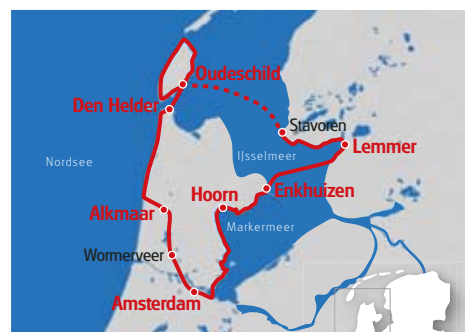 Oudeschild
Den Helder
Stavoren
Nordsee
IJsselmeer
Lemmer
Enkhuizen
Hoorn
Alkmaar
Markermeer
Wormerveer
Amsterdam